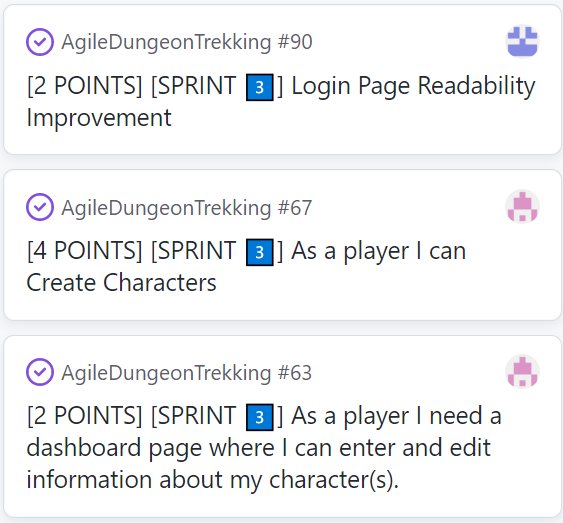 AgileDungeonTrekking #90
[2 POINTS] [SPRINT 3️⃣] Login Page Readability
Improvement
AgileDungeonTrekking #67
[4 POINTS] [SPRINT 3️⃣] As a player I can
Create Characters
AgileDungeonTrekking #63
[2 POINTS] [SPRINT 3️⃣] As a player I need a
dashboard page where I can enter and edit
information about my character(s).